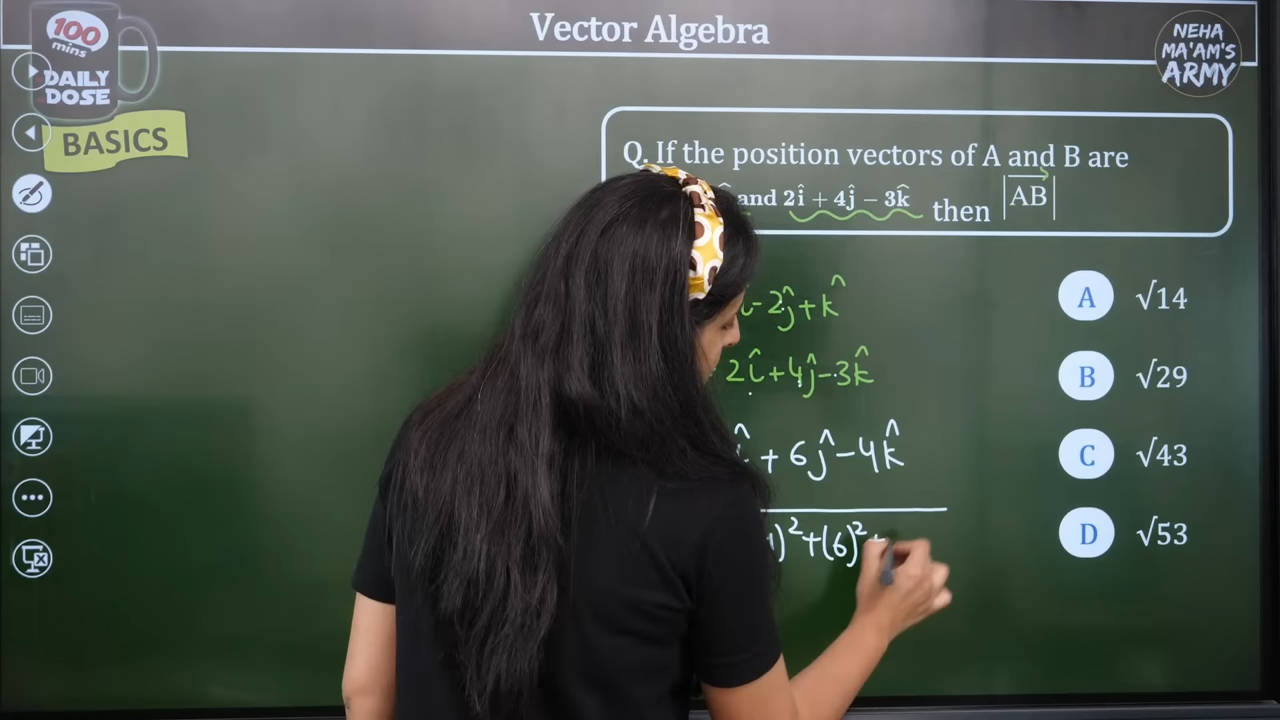 Vector Algebra
100
mins
DAILY
DOSE
BASICS
NEHA
MA'AM'S
ARMY
Q. If the position vectors of A and B are
and 2î + 4ĵ − 3k̂ then |AB⃗|
-2ĵ+k̂
2î+4ĵ-3k̂
+ 6ĵ-4k̂
)²+(6)²+
A √14
B √29
C √43
D √53